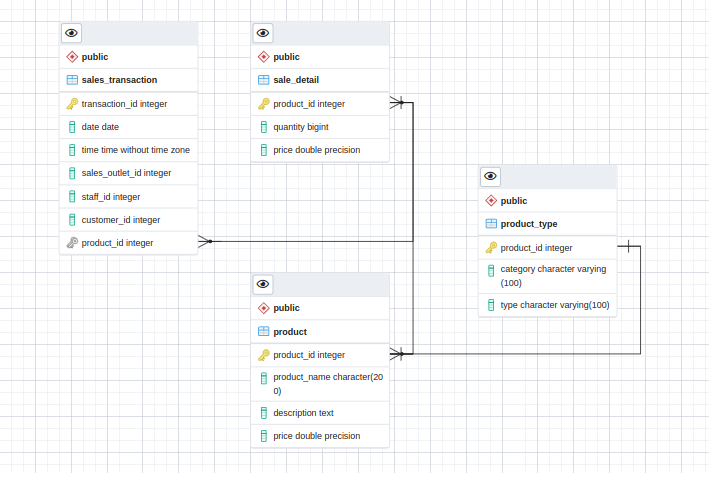 public
sales_transaction
transaction_id integer
date date
time time without time zone
sales_outlet_id integer
staff_id integer
customer_id integer
product_id integer
public
sale_detail
product_id integer
quantity bigint
price double precision
public
product
product_id integer
product_name character(20
0)
description text
price double precision
public
product_type
product_id integer
category character varying
(100)
type character varying(100)